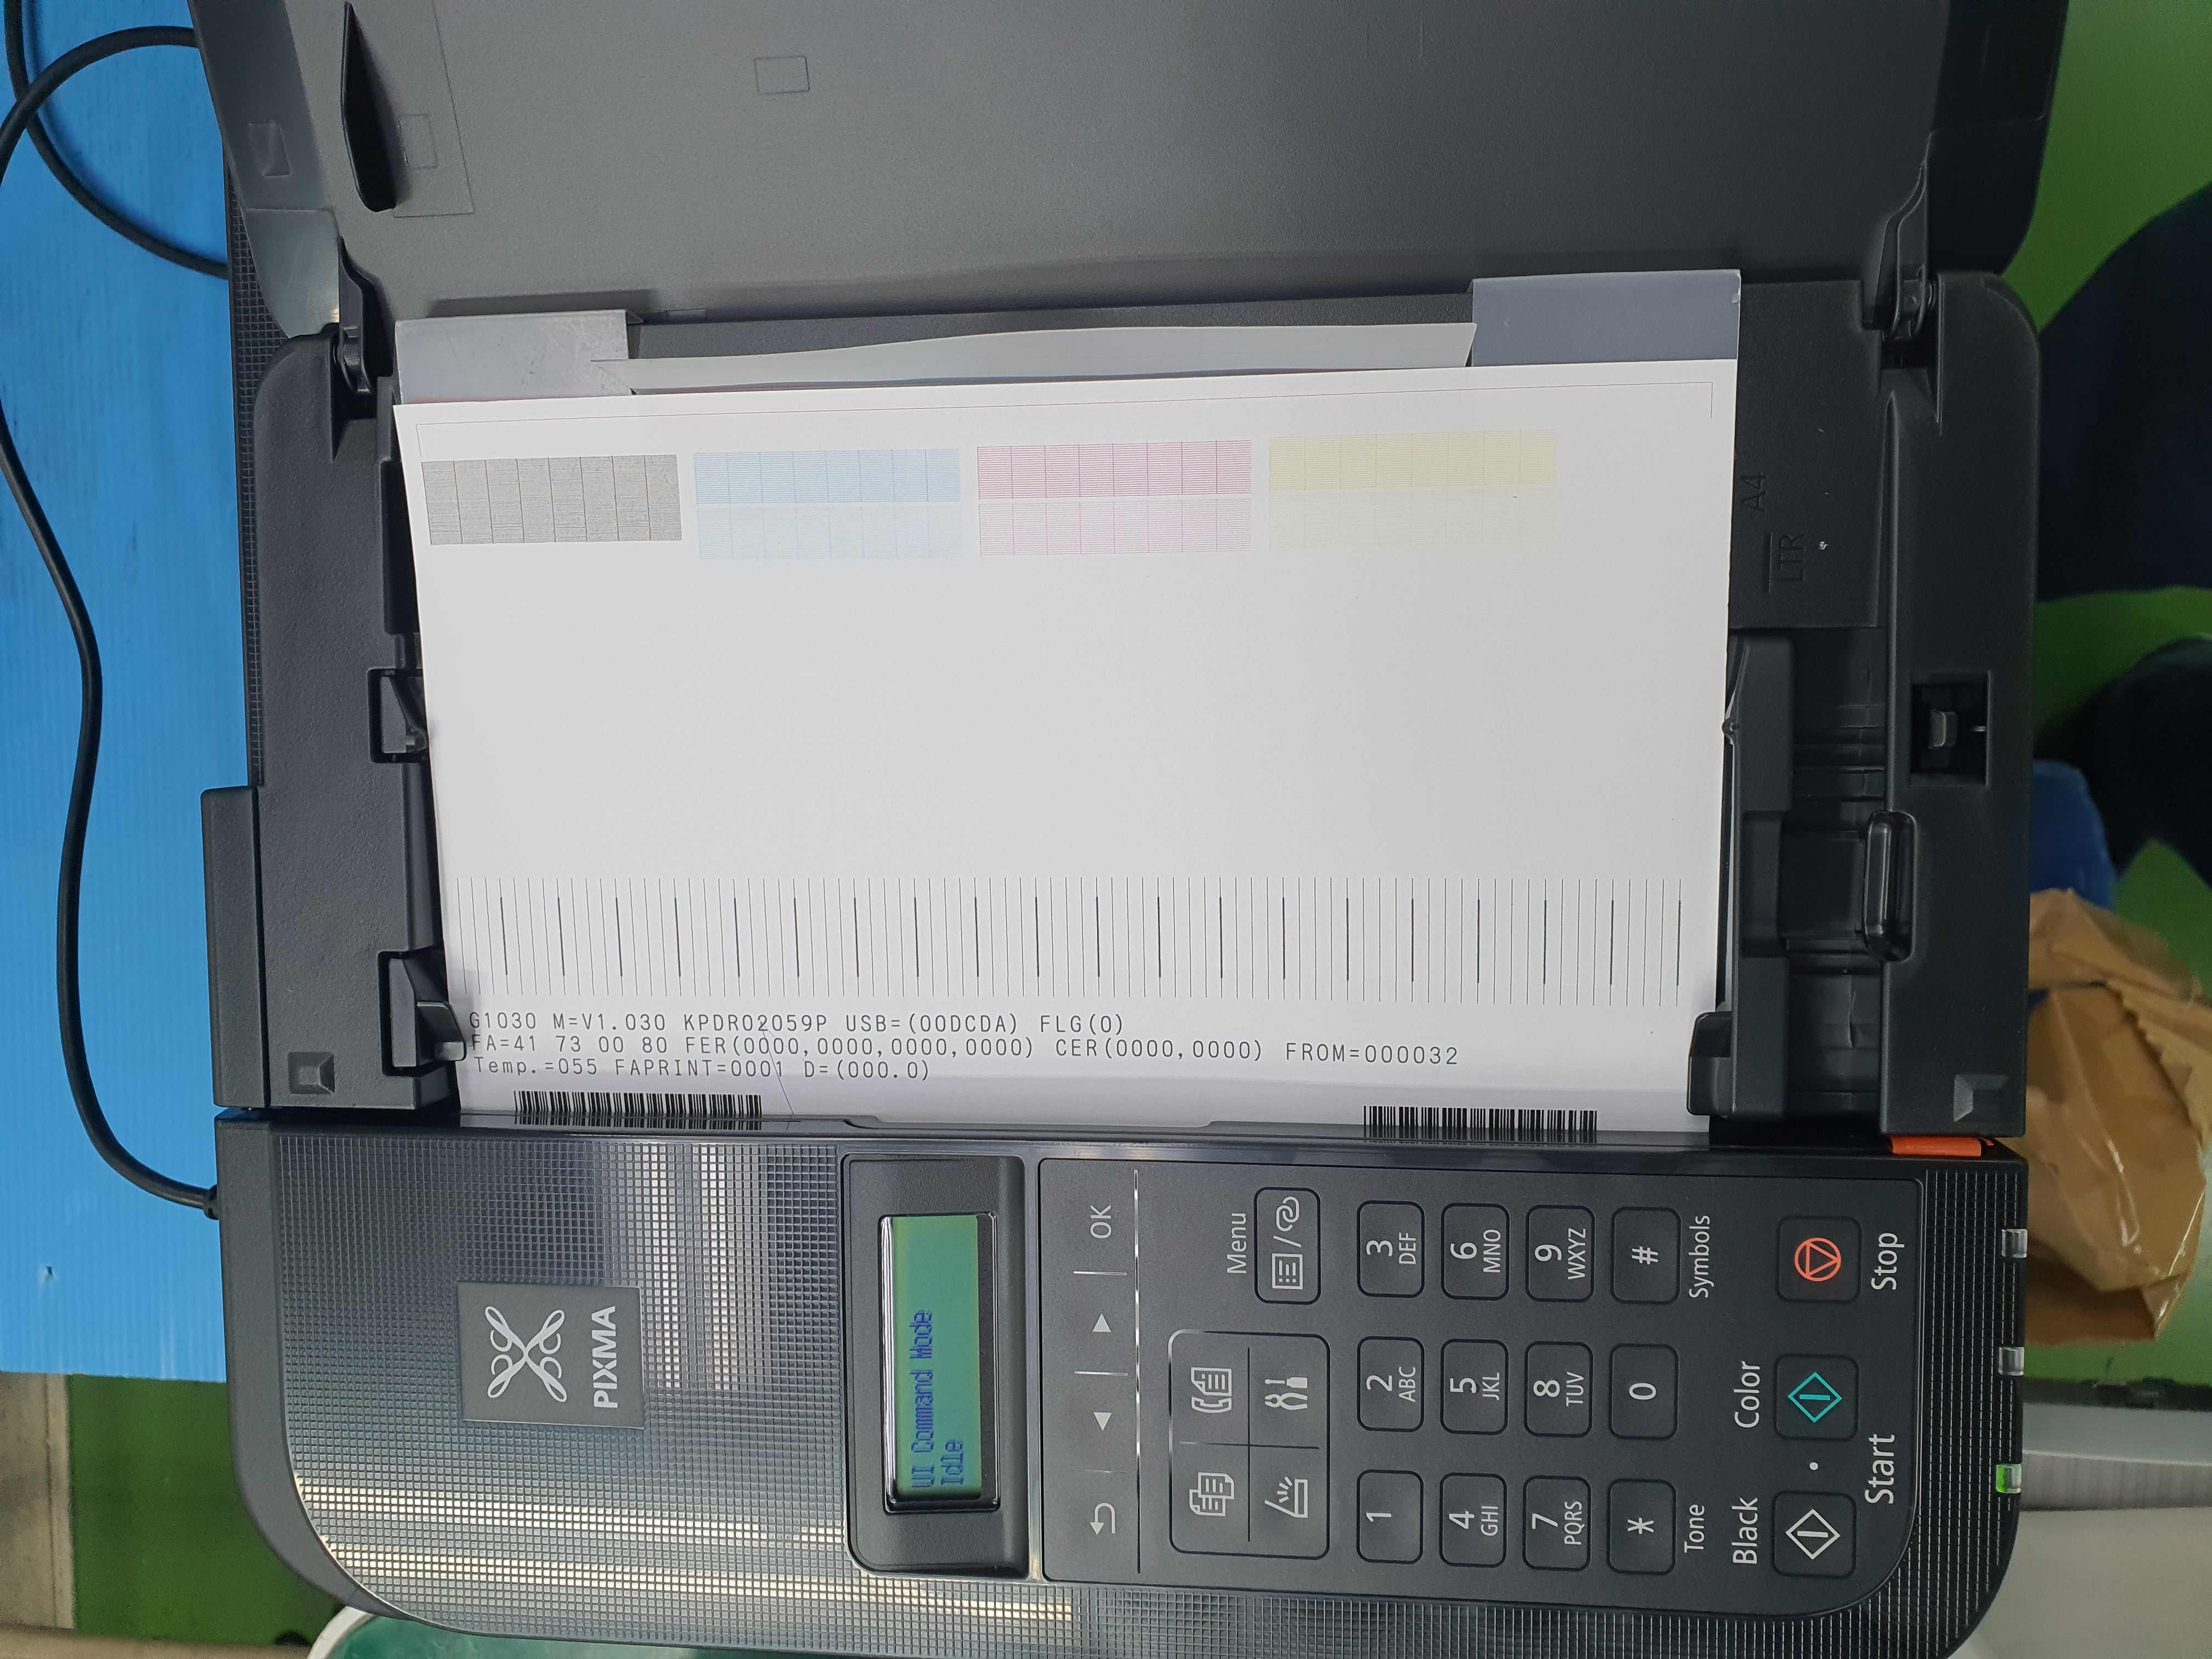 A4
LTR
G1030 M=V1.030 KPDR02059P USB=(00DCDA) FLG(0)
FA=41 73 00 80 FER(0000,0000,0000,0000) CER(0000,0000) FROM=000032
Temp.=055 FAPRINT=0001 D=(000.0)
PIXMA
UI Command Mode
Idle
OK
Menu
1
2
ABC
3
DEF
4
GHI
5
JKL
6
MNO
7
PQRS
8
TUV
9
WXYZ
*
0
#
Tone
Symbols
Black
Color
Start
Stop